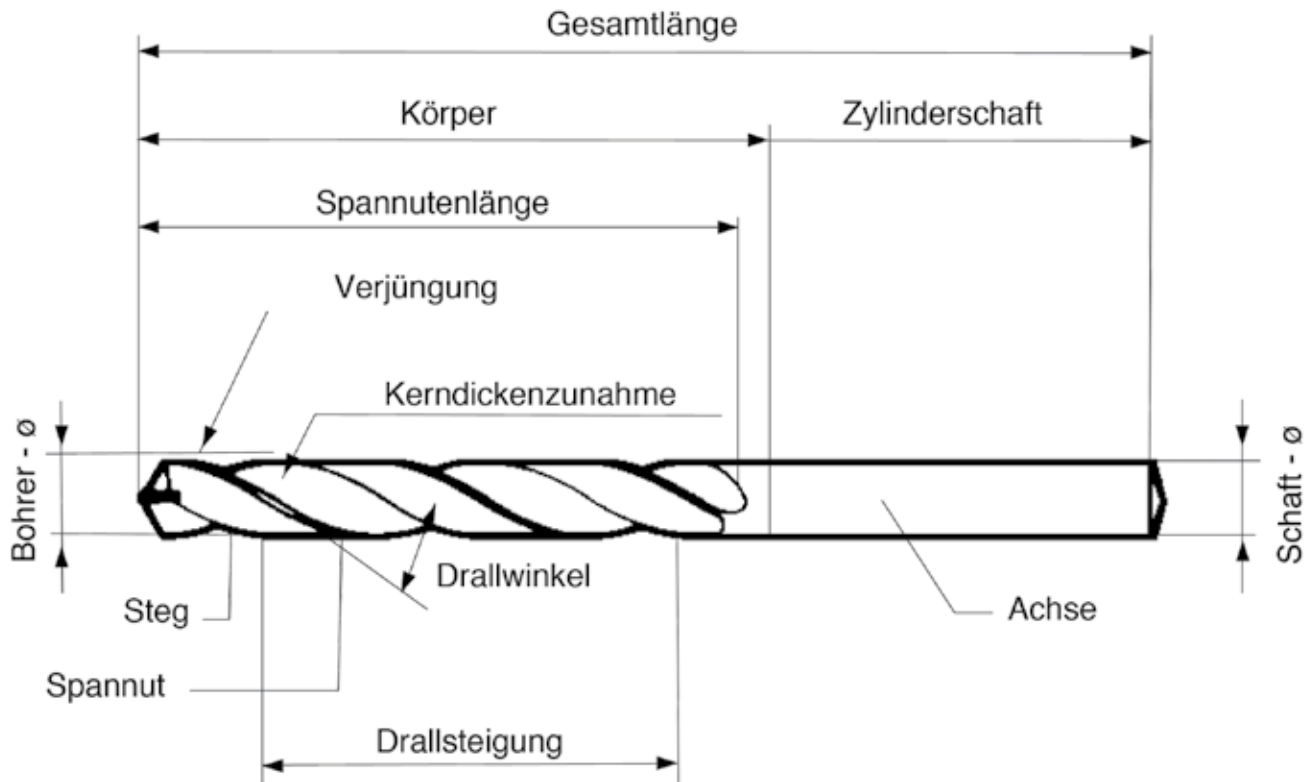 Gesamtlänge
Körper
Zylinderschaft
Spannutenlänge
Verjüngung
Kerndickenzunahme
Bohrer - ø
Schaft - ø
Drallwinkel
Steg
Achse
Spannut
Drallsteigung